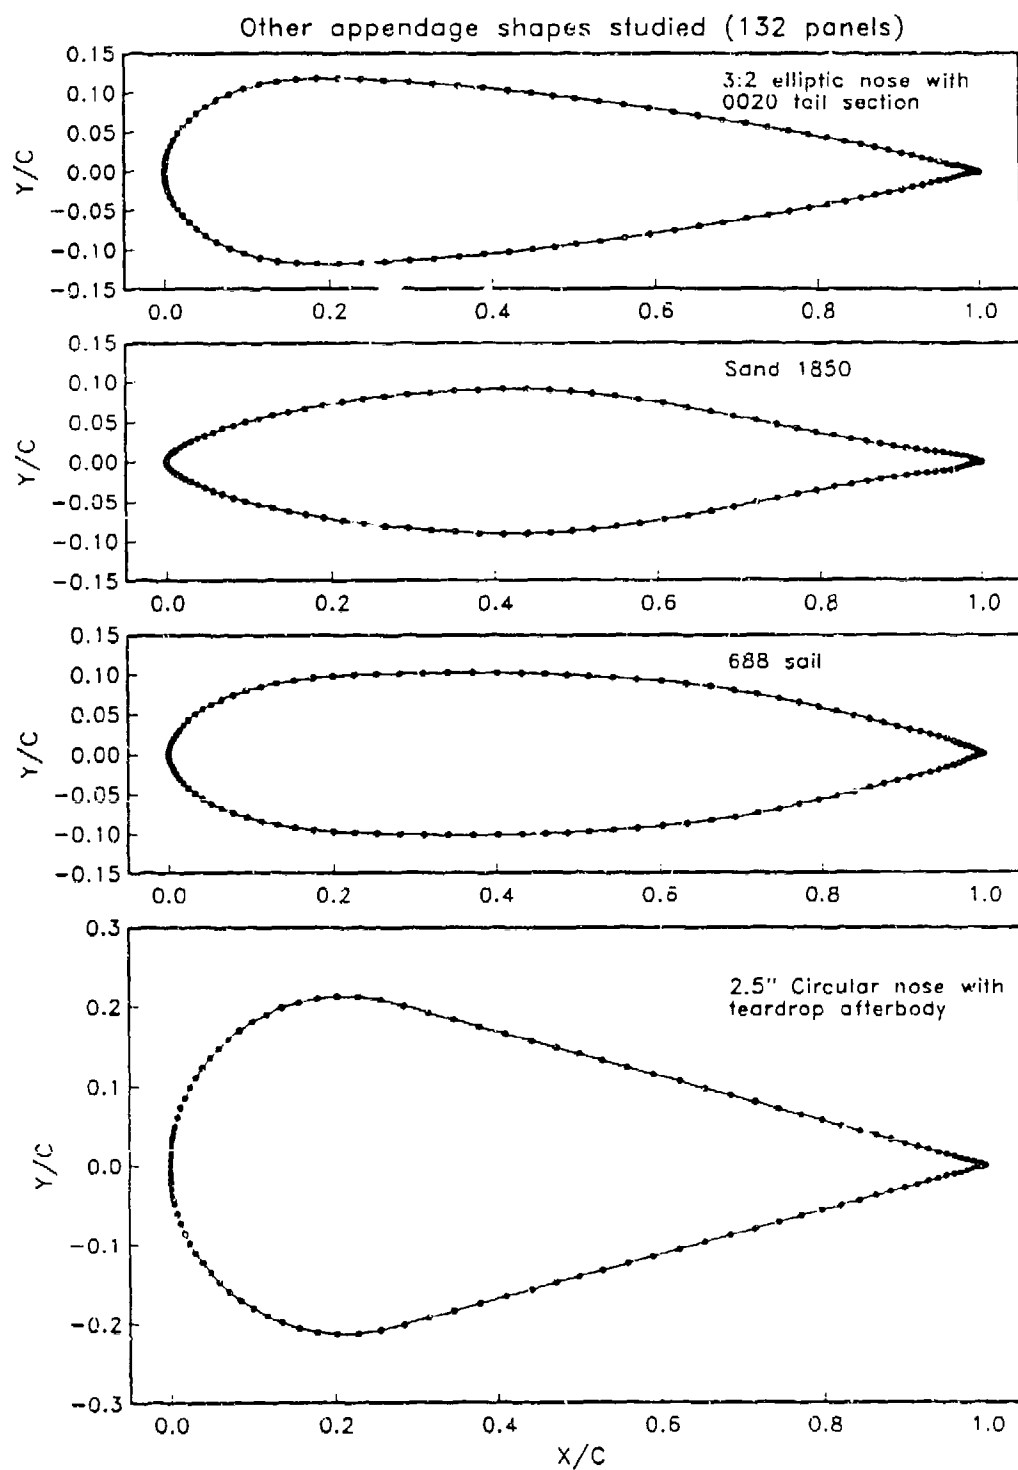 Other appendage shapes studied (132 panels)
0.15
3:2 elliptic nose with
0020 tail section
0.10
0.05
0.00
-0.05
-0.10
-0.15
Y/C
0.0 0.2 0.4 0.6 0.8 1.0
0.15
Sand 1850
0.10
0.05
0.00
-0.05
-0.10
-0.15
Y/C
0.0 0.2 0.4 0.6 0.8 1.0
0.15
688 sail
0.10
0.05
0.00
-0.05
-0.10
-0.15
Y/C
0.0 0.2 0.4 0.6 0.8 1.0
0.3
2.5" Circular nose with
teardrop afterbody
0.2
0.1
0.0
-0.1
-0.2
-0.3
Y/C
0.0 0.2 0.4 0.6 0.8 1.0
X/C